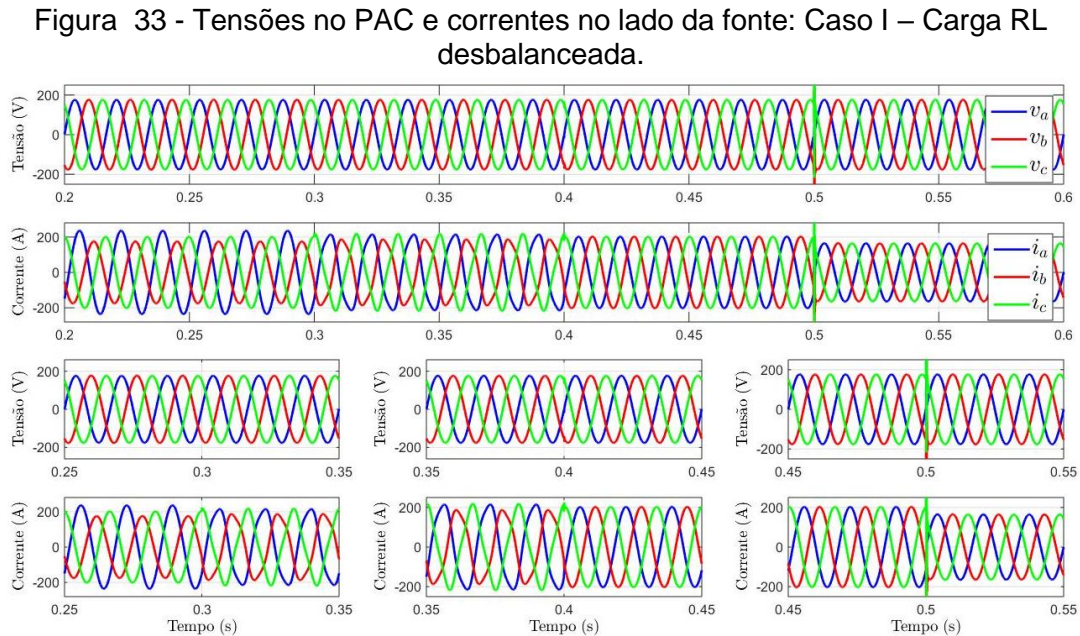 Figura 33 - Tensões no PAC e correntes no lado da fonte: Caso I – Carga RL
desbalanceada.
Tensão (V)
200
0
-200
v_a
v_b
v_c
0.2 0.25 0.3 0.35 0.4 0.45 0.5 0.55 0.6
Corrente (A)
200
0
-200
i_a
i_b
i_c
0.2 0.25 0.3 0.35 0.4 0.45 0.5 0.55 0.6
Tensão (V)
200
0
-200
0.25 0.3 0.35
Tensão (V)
200
0
-200
0.35 0.4 0.45
Tensão (V)
200
0
-200
0.45 0.5 0.55
Corrente (A)
200
0
-200
0.25 0.3 0.35
Tempo (s)
Corrente (A)
200
0
-200
0.35 0.4 0.45
Tempo (s)
Corrente (A)
200
0
-200
0.45 0.5 0.55
Tempo (s)